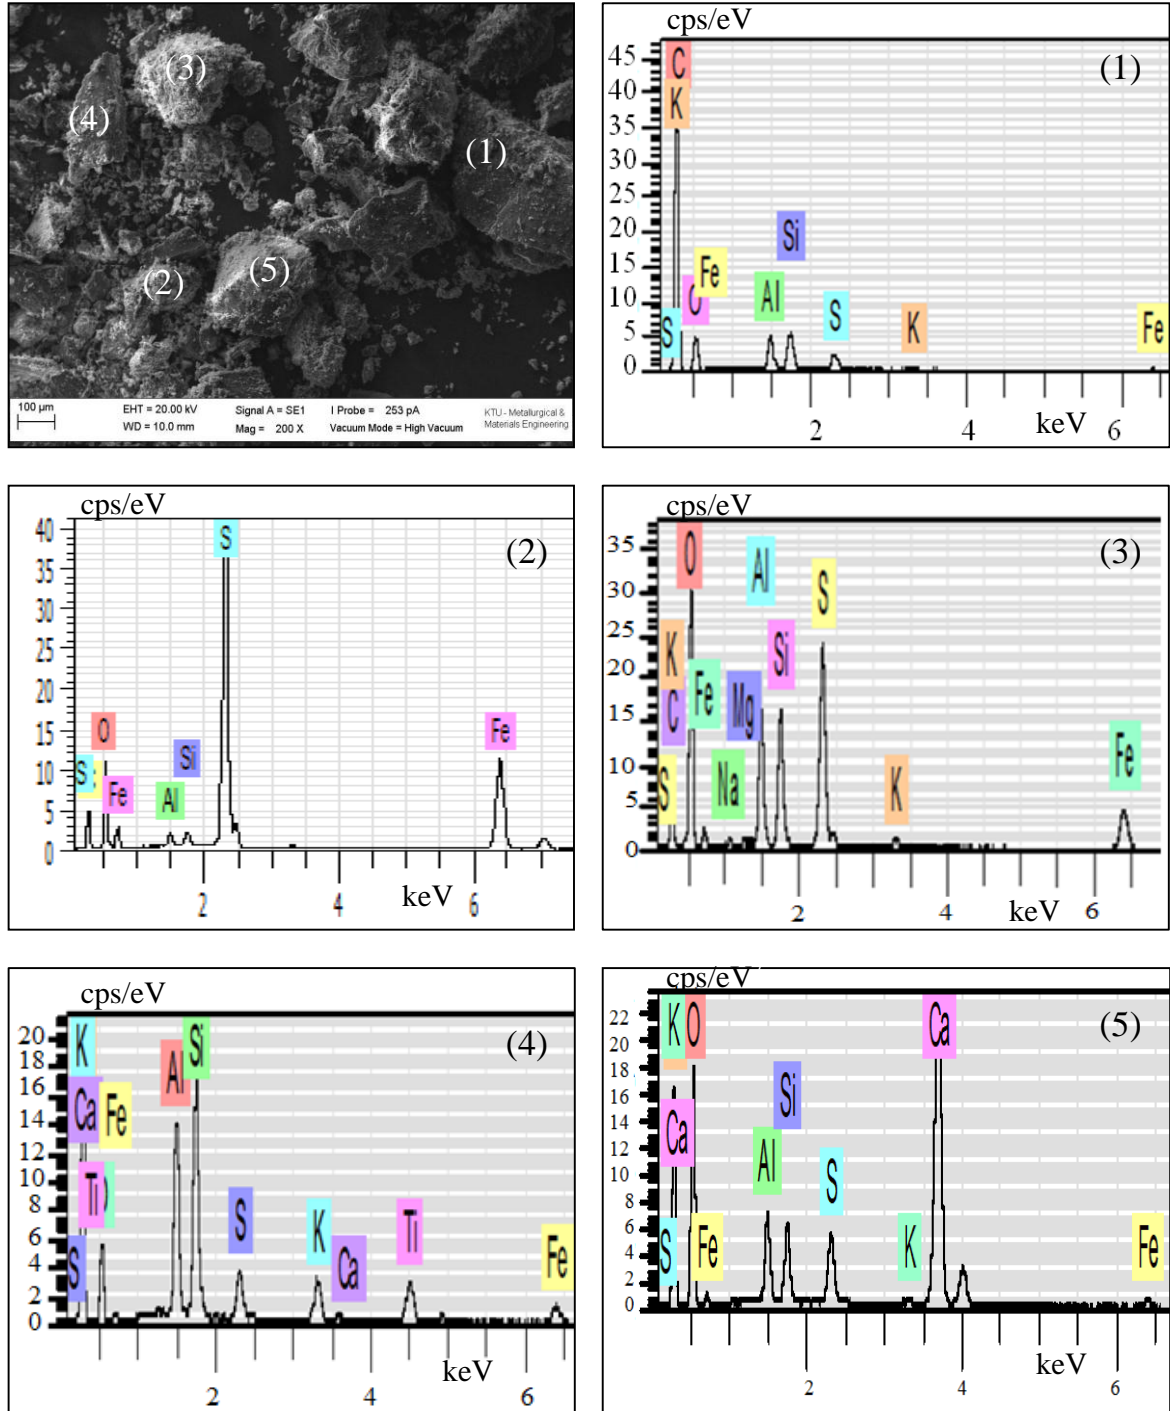 (3)
(4)
(1)
(2)
(5)
100 µm
EHT = 20.00 kV Signal A = SE1 I Probe = 253 pA KTU - Metalurgical &
WD = 10.0 mm Mag = 200 X Vacuum Mode = High Vacuum Materials Engineering
cps/eV
(1)
45
40
35
30
25
20
15
10
5
0
C
K
S
O
Fe
Al
Si
S
K
Fe
2 4 keV 6
cps/eV
(2)
40
35
30
25
20
15
10
5
0
S
O
Fe
Al
Si
S
Fe
2 keV 4 6
cps/eV
(3)
35
30
25
20
15
10
5
0
O
K
C
S
Fe
Na
Mg
Al
Si
S
K
Fe
2 4 keV 6
cps/eV
(4)
20
18
16
14
12
10
8
6
4
2
0
K
Ca
Ti
S
Fe
Al
Si
S
K
Ca
Ti
Fe
2 4 keV 6
cps/eV
(5)
22
20
18
16
14
12
10
8
6
4
2
0
K
O
Ca
S
Fe
Al
Si
S
K
Ca
Fe
2 4 keV 6